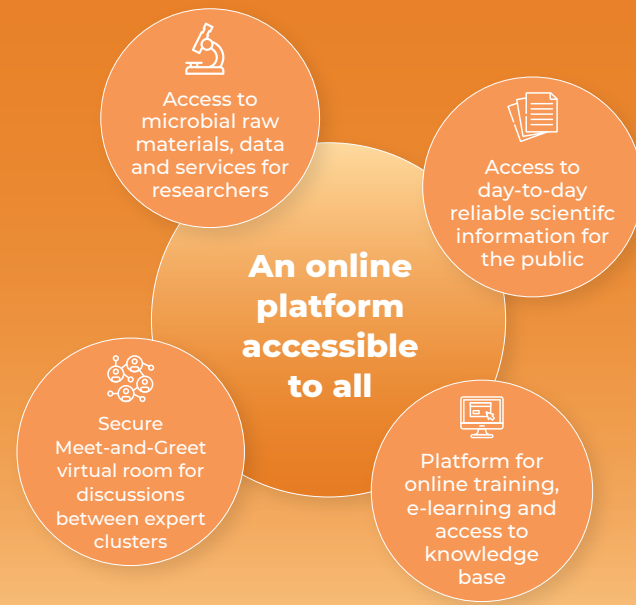 Access to
microbial raw
materials, data
and services for
researchers
Access to
day-to-day
reliable scientifc
information for
the public
An online
platform
accessible
to all
Secure
Meet-and-Greet
virtual room for
discussions
between expert
clusters
Platform for
online training,
e-learning and
access to
knowledge
base